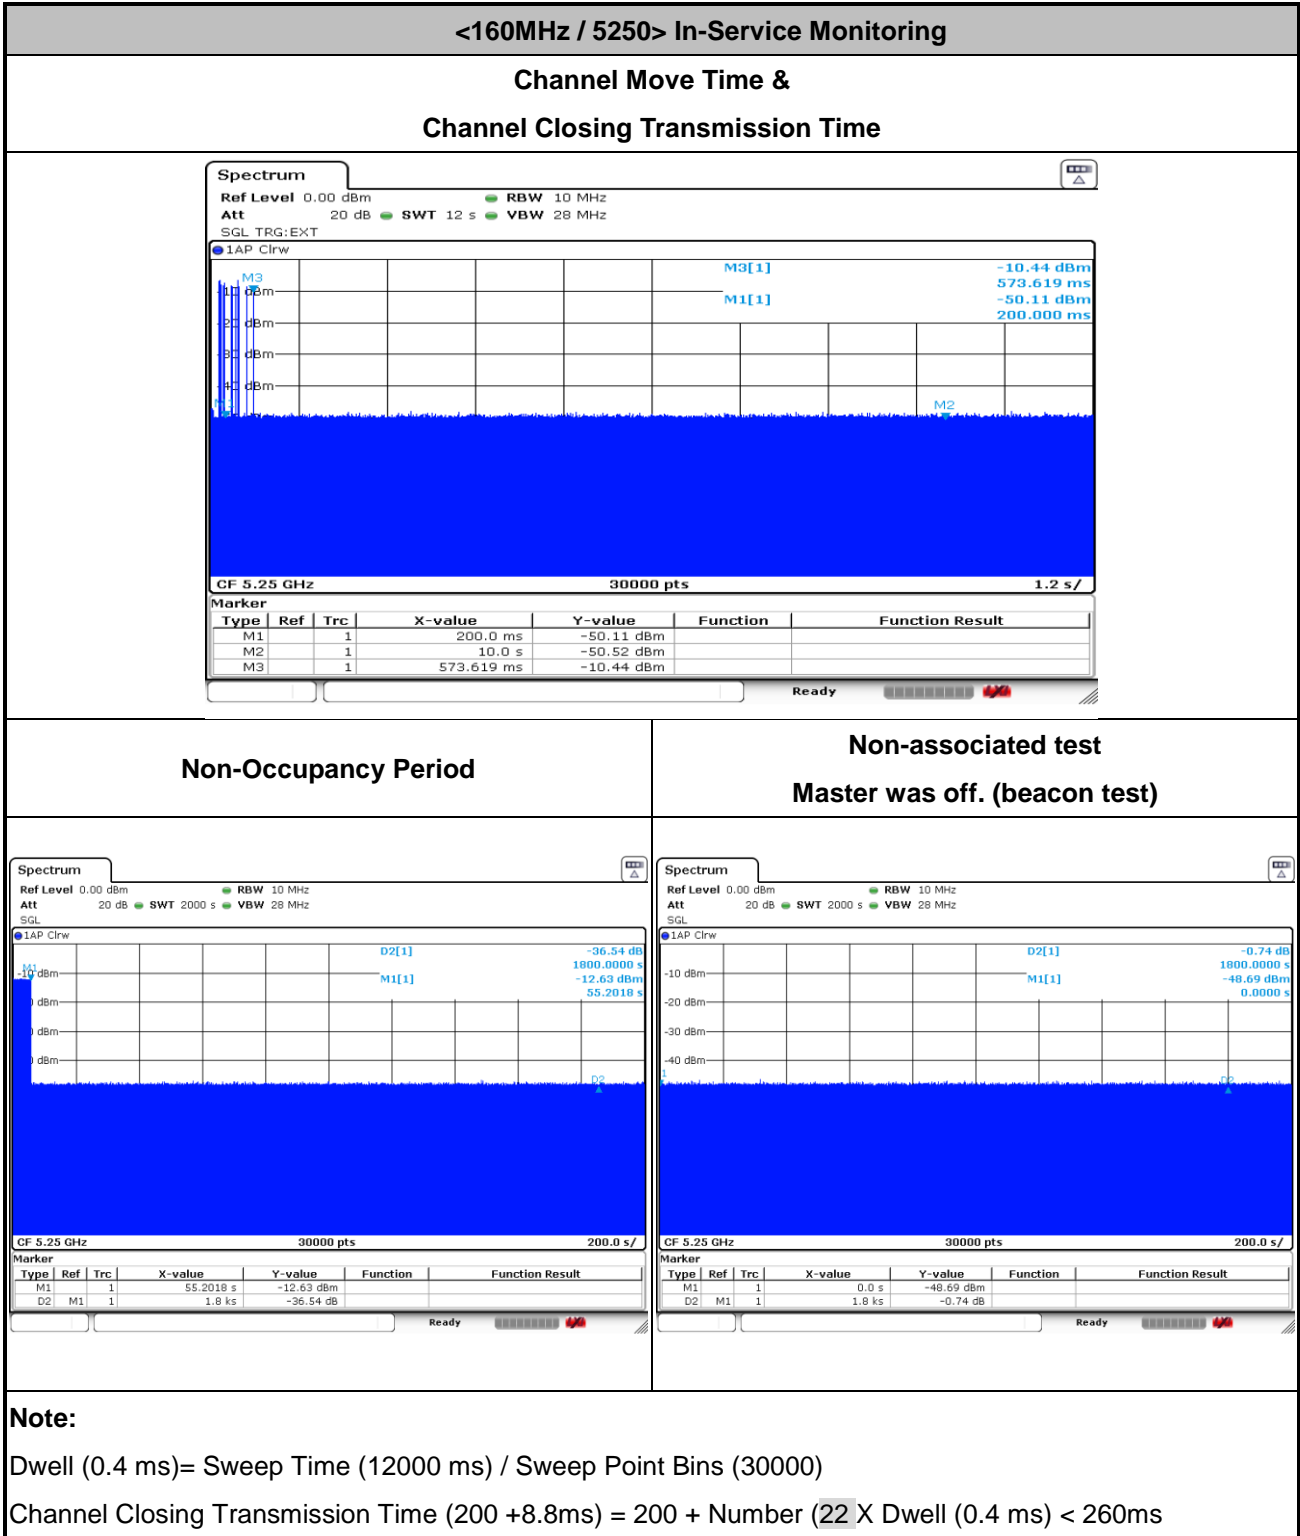 <160MHz / 5250> In-Service Monitoring
Channel Move Time &
Channel Closing Transmission Time
Spectrum
Ref Level 0.00 dBm RBW 10 MHz
Att 20 dB SWT 12 s VBW 28 MHz
SGL TRG:EXT
1AP Clrw
M3[1] -10.44 dBm
573.619 ms
M1[1] -50.11 dBm
200.000 ms
M3
dBm
dBm
dBm
dBm
M2
CF 5.25 GHz 30000 pts 1.2 s/
Marker
Type Ref Trc X-value Y-value Function Function Result
M1 1 200.0 ms -50.11 dBm
M2 1 10.0 s -50.52 dBm
M3 1 573.619 ms -10.44 dBm
Ready
Non-Occupancy Period
Non-associated test
Master was off. (beacon test)
Spectrum
Ref Level 0.00 dBm RBW 10 MHz
Att 20 dB SWT 2000 s VBW 28 MHz
SGL
1AP Clrw
D2[1] -36.54 dB
1800.0000 s
M1[1] -12.63 dBm
55.2018 s
M1
-10 dBm
dBm
dBm
dBm
D2
CF 5.25 GHz 30000 pts 200.0 s/
Marker
Type Ref Trc X-value Y-value Function Function Result
M1 1 55.2018 s -12.63 dBm
D2 M1 1 1.8 ks -36.54 dB
Ready
Spectrum
Ref Level 0.00 dBm RBW 10 MHz
Att 20 dB SWT 2000 s VBW 28 MHz
SGL
1AP Clrw
D2[1] -0.74 dB
1800.0000 s
M1[1] -48.69 dBm
0.0000 s
-10 dBm
-20 dBm
-30 dBm
-40 dBm
1
D2
CF 5.25 GHz 30000 pts 200.0 s/
Marker
Type Ref Trc X-value Y-value Function Function Result
M1 1 0.0 s -48.69 dBm
D2 M1 1 1.8 ks -0.74 dB
Ready
Note:
Dwell (0.4 ms)= Sweep Time (12000 ms) / Sweep Point Bins (30000)
Channel Closing Transmission Time (200 +8.8ms) = 200 + Number (22 X Dwell (0.4 ms) < 260ms